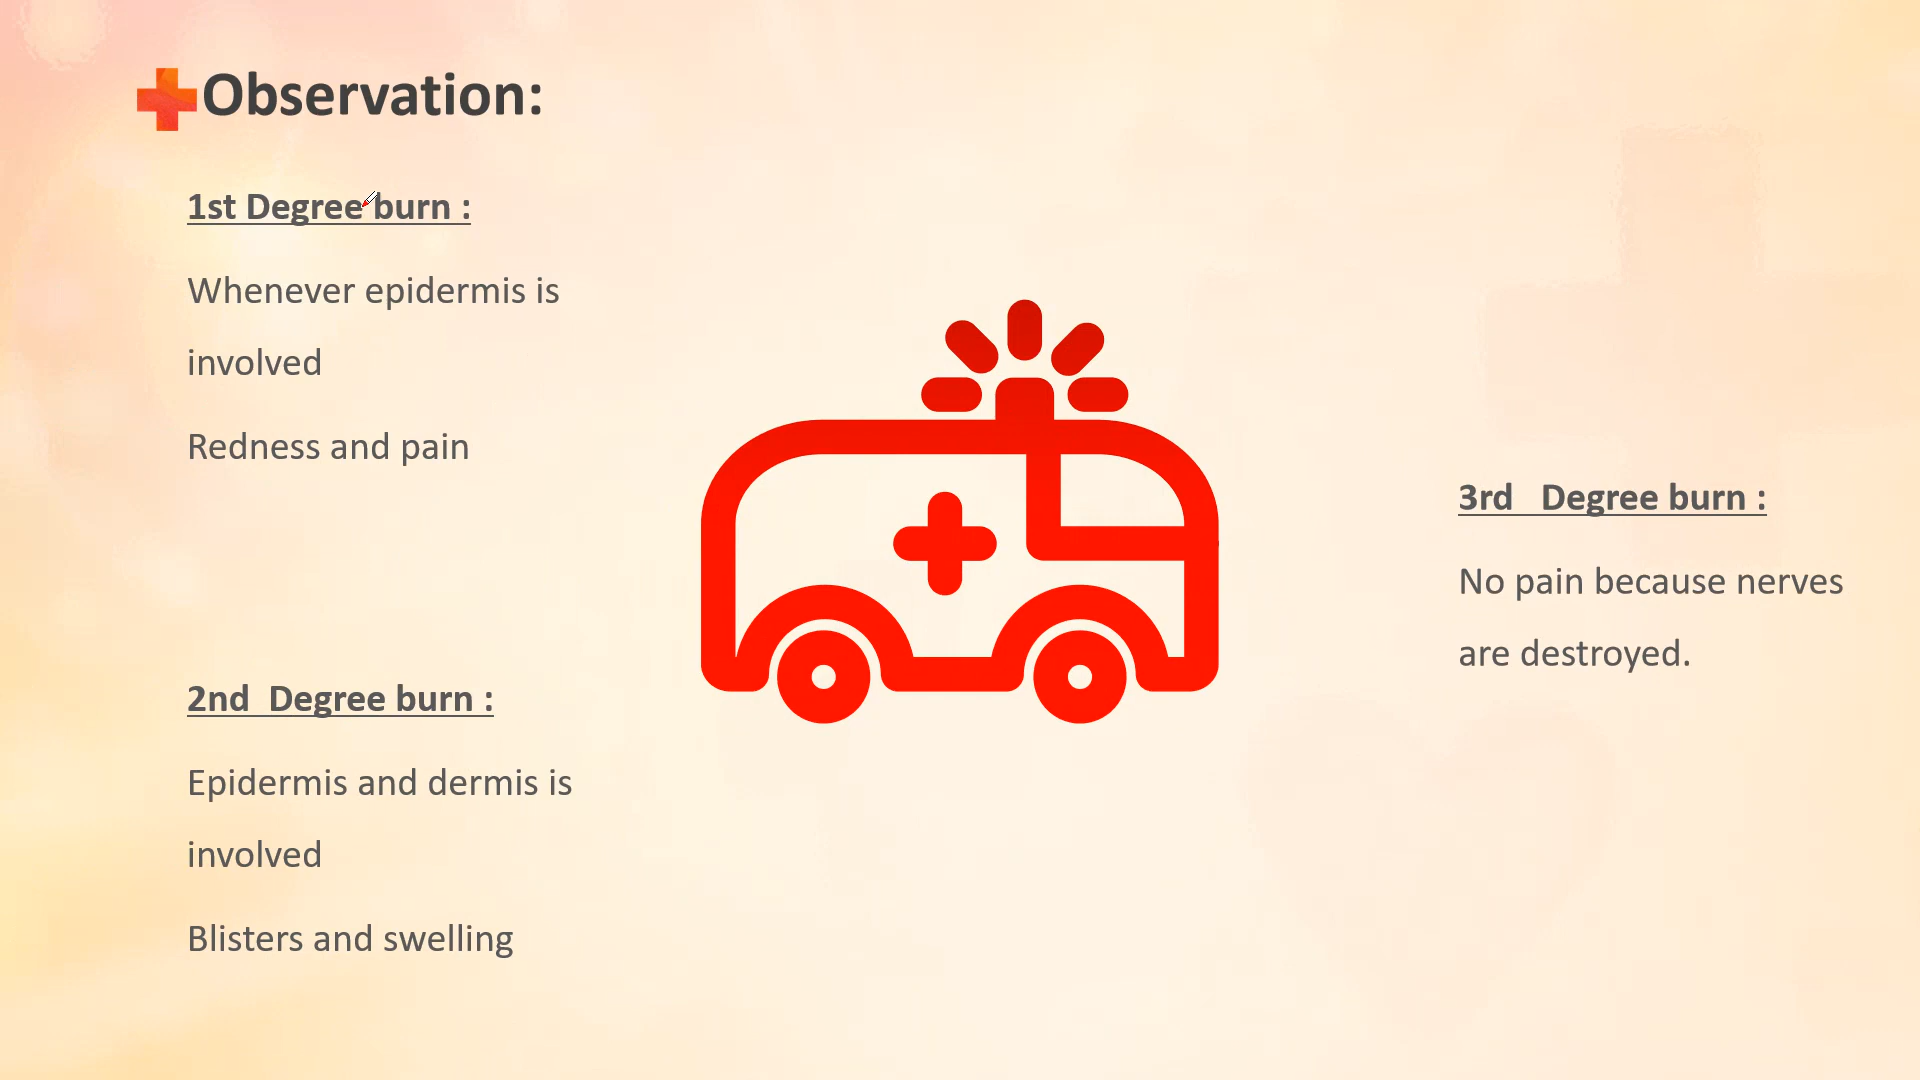 Observation:
1st Degree burn :
Whenever epidermis is
involved
Redness and pain
2nd  Degree burn :
Epidermis and dermis is
involved
Blisters and swelling
3rd   Degree burn :
No pain because nerves
are destroyed.